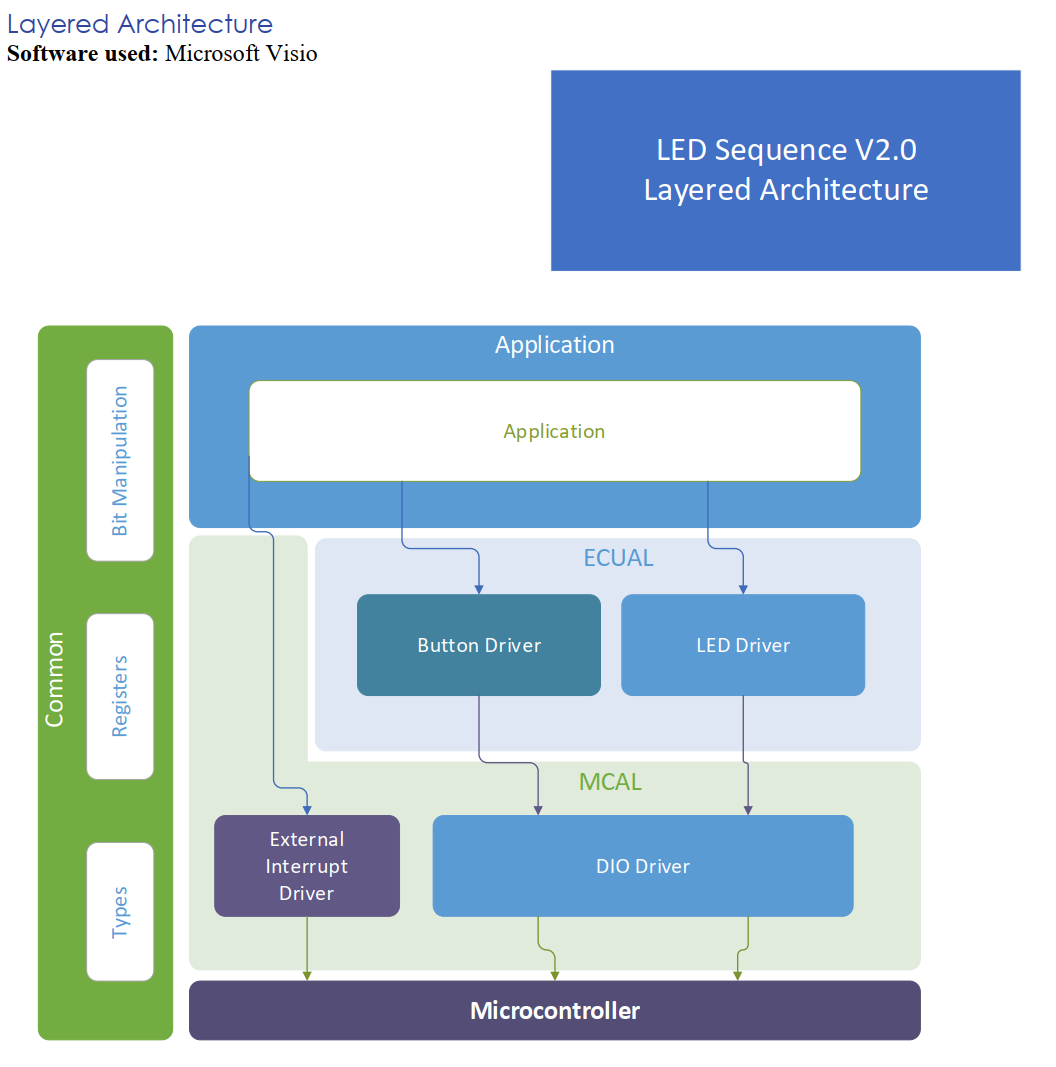 Layered Architecture
Software used: Microsoft Visio
LED Sequence V2.0
Layered Architecture
Common
Bit Manipulation
Registers
Types
Application
Application
ECUAL
Button Driver
LED Driver
MCAL
External
Interrupt
Driver
DIO Driver
Microcontroller